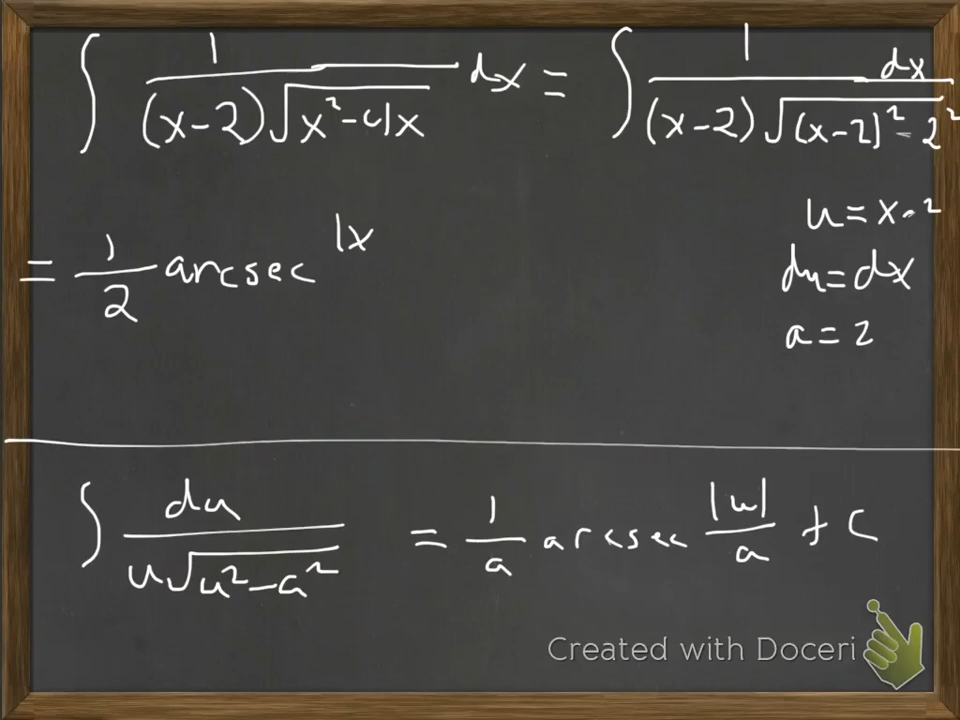 ∫ 1/((x-2)√(x²-4x)) dx = ∫ 1 dx/((x-2)√((x-2)²-2²))
u = x-2
= 1/2 arcsec |x
du = dx
a = 2
∫ du/(u√(u²-a²)) = 1/a arcsec |u|/a + C
Created with Doceri